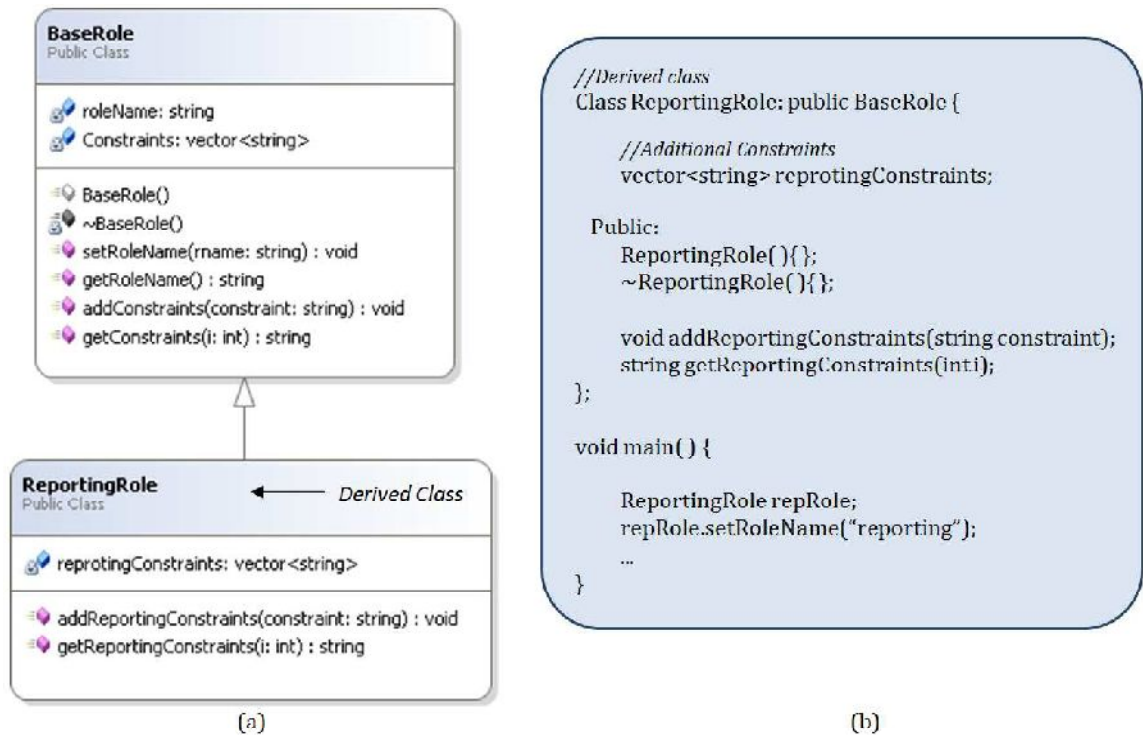 BaseRole
Public Class
roleName: string
Constraints: vector<string>
BaseRole()
~BaseRole()
setRoleName(rname: string) : void
getRoleName() : string
addConstraints(constraint: string) : void
getConstraints(i: int) : string
ReportingRole
Public Class
Derived Class
reprotingConstraints: vector<string>
addReportingConstraints(constraint: string) : void
getReportingConstraints(i: int) : string
(a)
//Derived class
Class ReportingRole: public BaseRole {
//Additional Constraints
vector<string> reprotingConstraints;
Public:
ReportingRole( ){ };
~ReportingRole( ){ };
void addReportingConstraints(string constraint);
string getReportingConstraints(int i);
};
void main( ) {
ReportingRole repRole;
repRole.setRoleName(“reporting”);
...
}
(b)